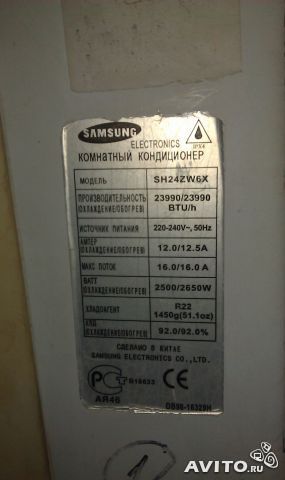 SAMSUNG
ELECTRONICS
IPX4
КОМНАТНЫЙ КОНДИЦИОНЕР
МОДЕЛЬ SH24ZW6X
ПРОИЗВОДИТЕЛЬНОСТЬ (ОХЛАЖДЕНИЕ/ОБОГРЕВ) 23990/23990 BTU/h
ИСТОЧНИК ПИТАНИЯ 220-240V~, 50Hz
АМПЕР (ОХЛАЖДЕНИЕ/ОБОГРЕВ) 12.0/12.5A
МАКС ПОТОК 16.0/16.0 A
ВАТТ (ОХЛАЖДЕНИЕ/ОБОГРЕВ) 2500/2650W
ХЛАДОАГЕНТ R22 1450g(51.1oz)
КПД (ОХЛАЖДЕНИЕ/ОБОГРЕВ) 92.0/92.0%
СДЕЛАНО В КИТАЕ
SAMSUNG ELECTRONICS CO.,LTD.
АЯ46
CE
DB98-16329H
1
AVITO.ru